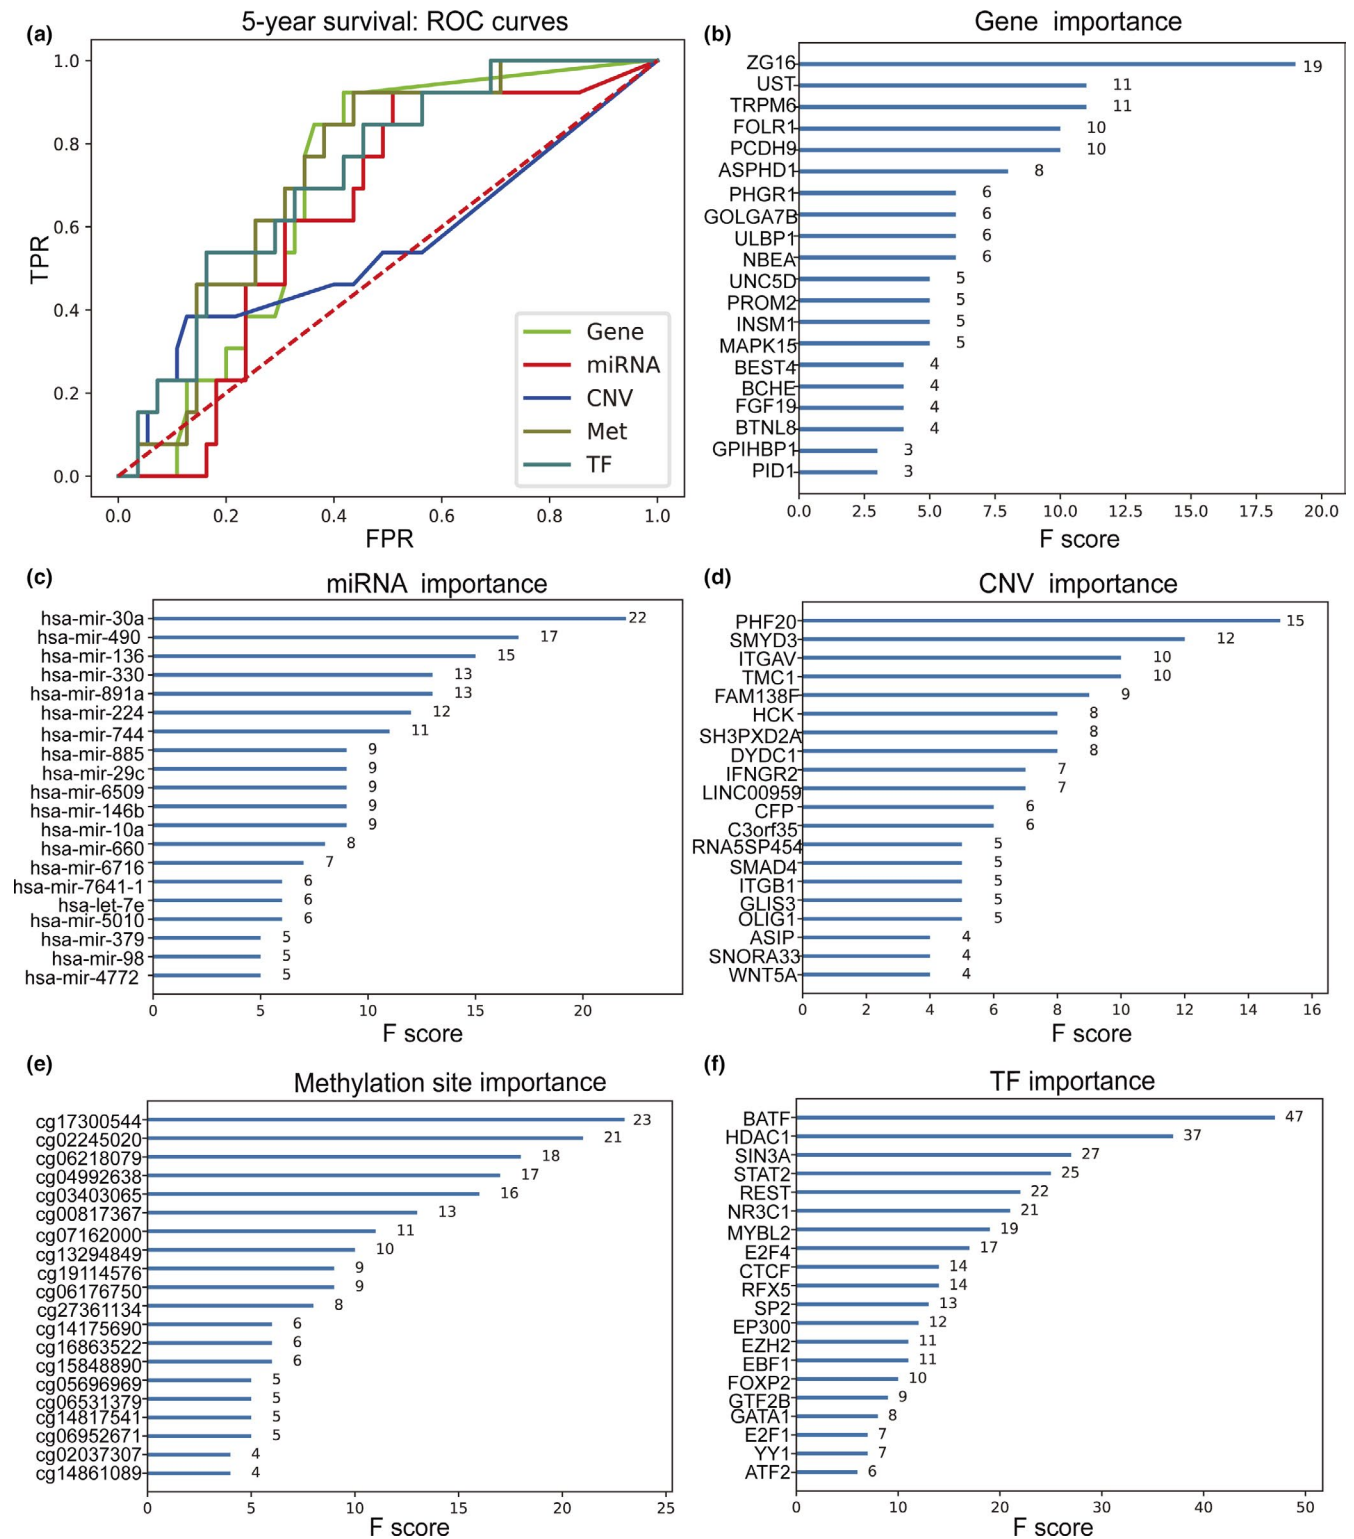 (a)
5-year survival: ROC curves
1.0
0.8
0.6
0.4
0.2
0.0
TPR
0.0 0.2 0.4 0.6 0.8 1.0
FPR
Gene
miRNA
CNV
Met
TF
(b)
Gene importance
ZG16 19
UST 11
TRPM6 11
FOLR1 10
PCDH9 10
ASPHD1 8
PHGR1 6
GOLGA7B 6
ULBP1 6
NBEA 6
UNC5D 5
PROM2 5
INSM1 5
MAPK15 5
BEST4 4
BCHE 4
FGF19 4
BTNL8 4
GPIHBP1 3
PID1 3
0.0 2.5 5.0 7.5 10.0 12.5 15.0 17.5 20.0
F score
(c)
miRNA importance
hsa-mir-30a 22
hsa-mir-490 17
hsa-mir-136 15
hsa-mir-330 13
hsa-mir-891a 13
hsa-mir-224 12
hsa-mir-744 11
hsa-mir-885 9
hsa-mir-29c 9
hsa-mir-6509 9
hsa-mir-146b 9
hsa-mir-10a 9
hsa-mir-660 8
hsa-mir-6716 7
hsa-mir-7641-1 6
hsa-let-7e 6
hsa-mir-5010 6
hsa-mir-379 5
hsa-mir-98 5
hsa-mir-4772 5
0 5 10 15 20
F score
(d)
CNV importance
PHF20 15
SMYD3 12
ITGAV 10
TMC1 10
FAM138F 9
HCK 8
SH3PXD2A 8
DYDC1 8
IFNGR2 7
LINC00959 7
CFP 6
C3orf35 6
RNA5SP454 5
SMAD4 5
ITGB1 5
GLIS3 5
OLIG1 5
ASIP 4
SNORA33 4
WNT5A 4
0 2 4 6 8 10 12 14 16
F score
(e)
Methylation site importance
cg17300544 23
cg02245020 21
cg06218079 18
cg04992638 17
cg03403065 16
cg00817367 13
cg07162000 11
cg13294849 10
cg19114576 9
cg06176750 9
cg27361134 8
cg14175690 6
cg16863522 6
cg15848890 6
cg05696969 5
cg06531379 5
cg14817541 5
cg06952671 5
cg02037307 4
cg14861089 4
0 5 10 15 20 25
F score
(f)
TF importance
BATF 47
HDAC1 37
SIN3A 27
STAT2 25
REST 22
NR3C1 21
MYBL2 19
E2F4 17
CTCF 14
RFX5 14
SP2 13
EP300 12
EZH2 11
EBF1 11
FOXP2 10
GTF2B 9
GATA1 8
E2F1 7
YY1 7
ATF2 6
0 10 20 30 40 50
F score